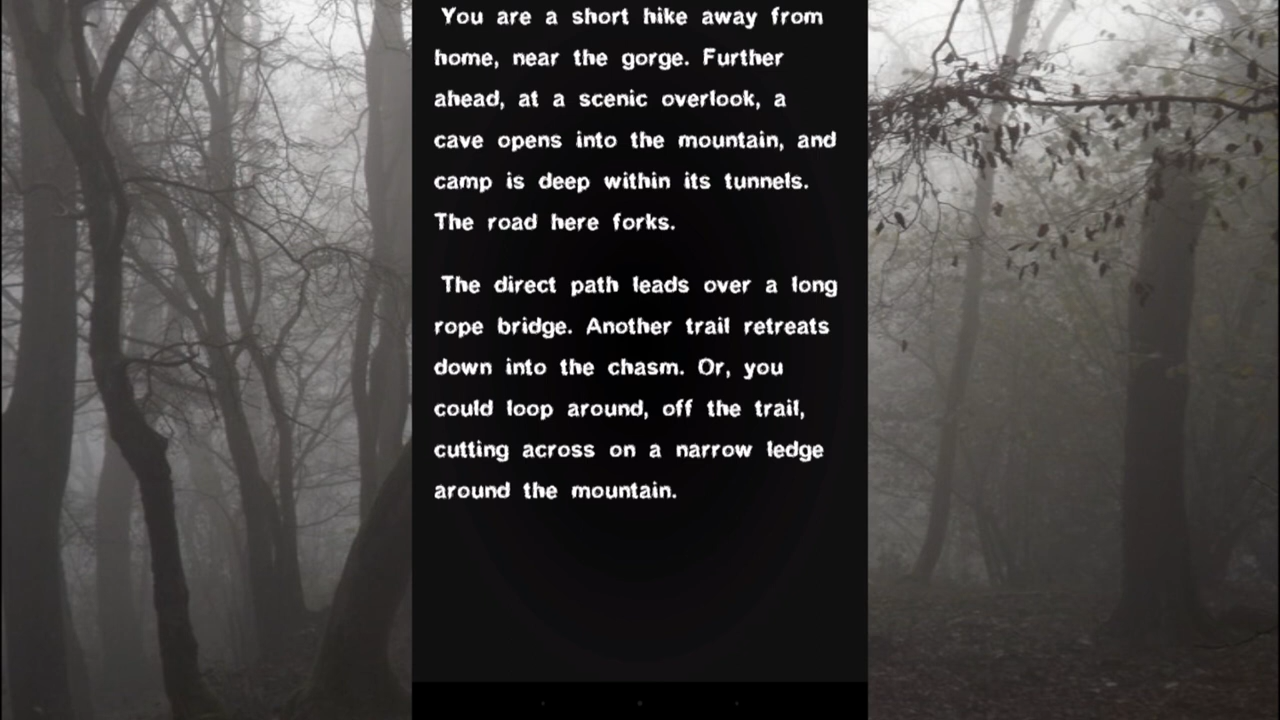 You are a short hike away from
home, near the gorge. Further
ahead, at a scenic overlook, a
cave opens into the mountain, and
camp is deep within its tunnels.
The road here forks.
The direct path leads over a long
rope bridge. Another trail retreats
down into the chasm. Or, you
could loop around, off the trail,
cutting across on a narrow ledge
around the mountain.